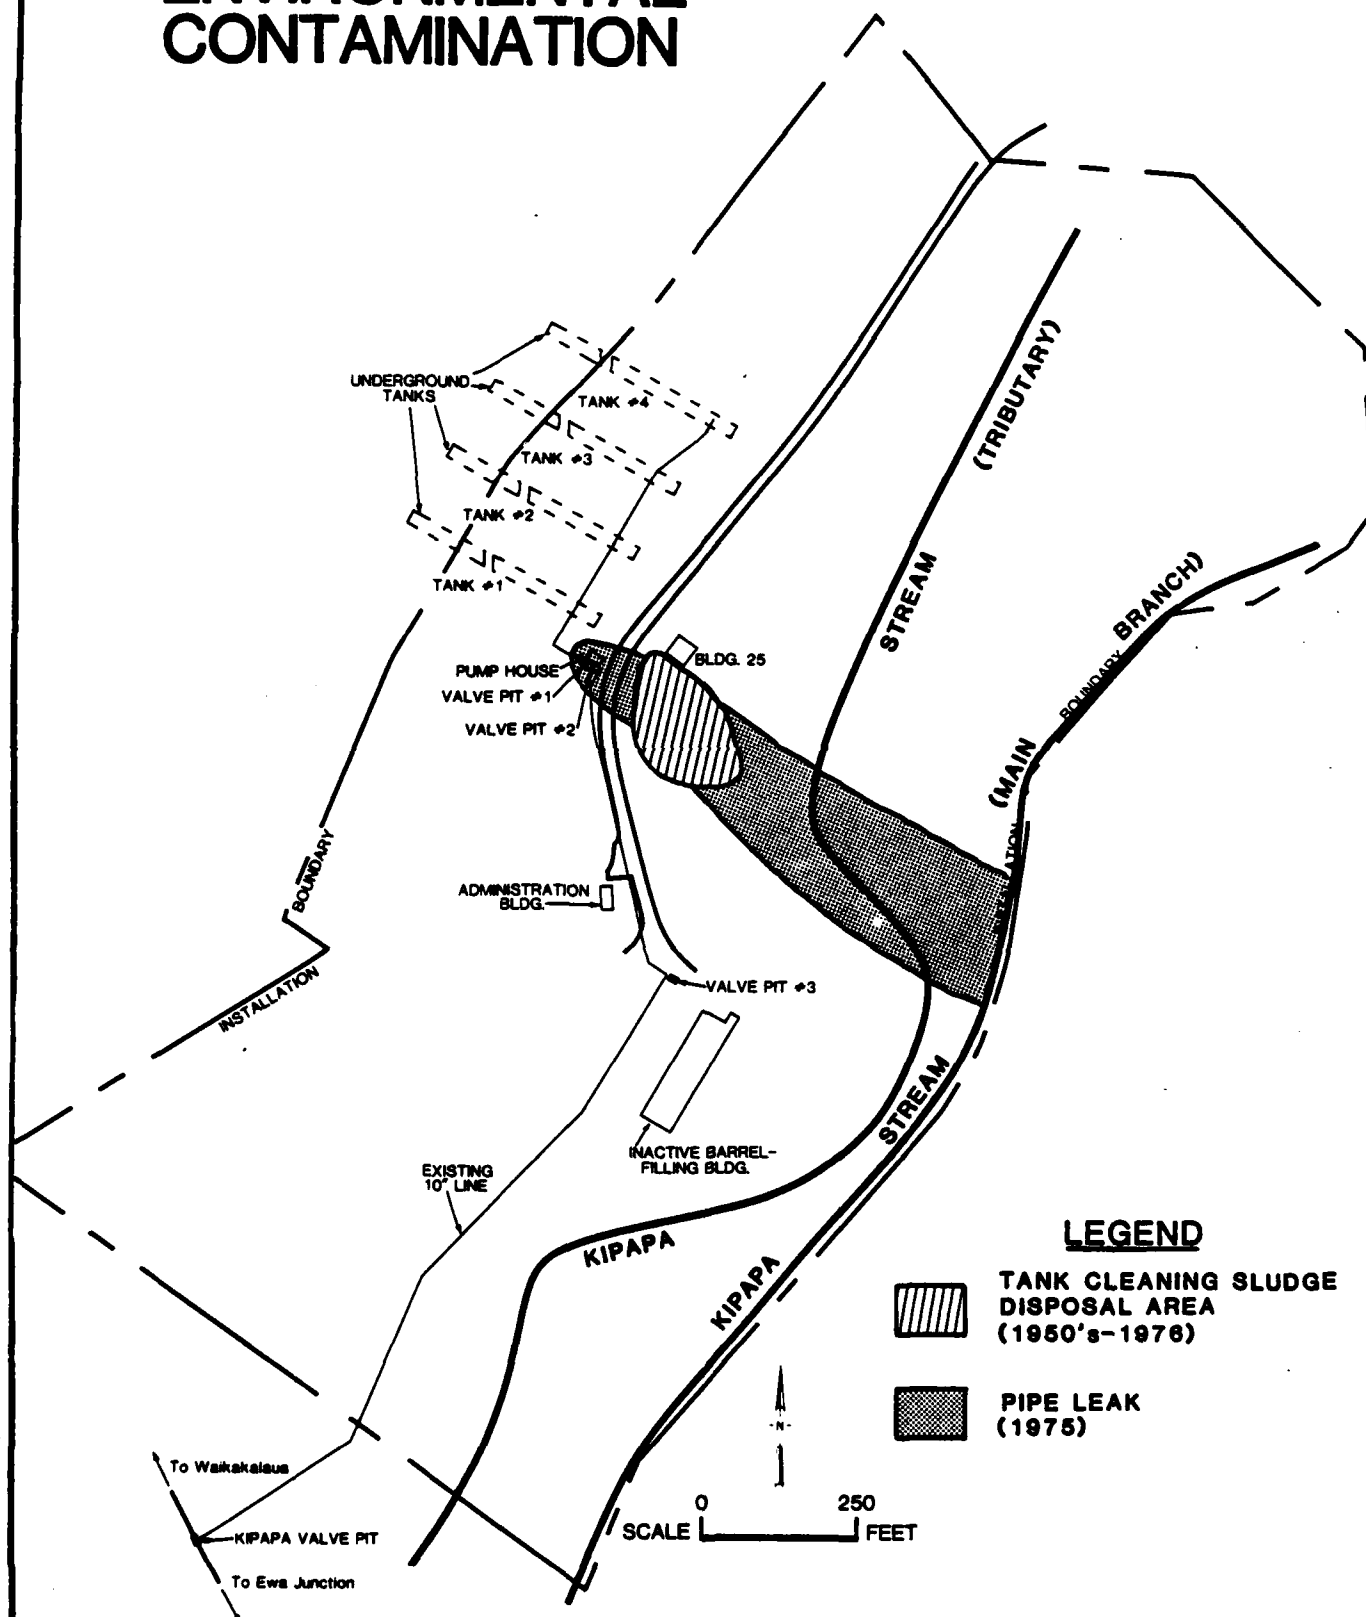 ENVIRONMENTAL
CONTAMINATION
UNDERGROUND
TANKS
TANK #4
TANK #3
TANK #2
TANK #1
(TRIBUTARY)
STREAM
BRANCH)
BOUNDARY
(MAIN
INSTALLATION
PUMP HOUSE
VALVE PIT #1
VALVE PIT #2
BLDG. 25
BOUNDARY
INSTALLATION
ADMINISTRATION
BLDG.
VALVE PIT #3
STREAM
INACTIVE BARREL-
FILLING BLDG.
EXISTING
10" LINE
KIPAPA
KIPAPA
LEGEND
TANK CLEANING SLUDGE
DISPOSAL AREA
(1950's-1976)
PIPE LEAK
(1975)
-N-
0 250
SCALE FEET
To Waikakalaua
KIPAPA VALVE PIT
To Ewa Junction